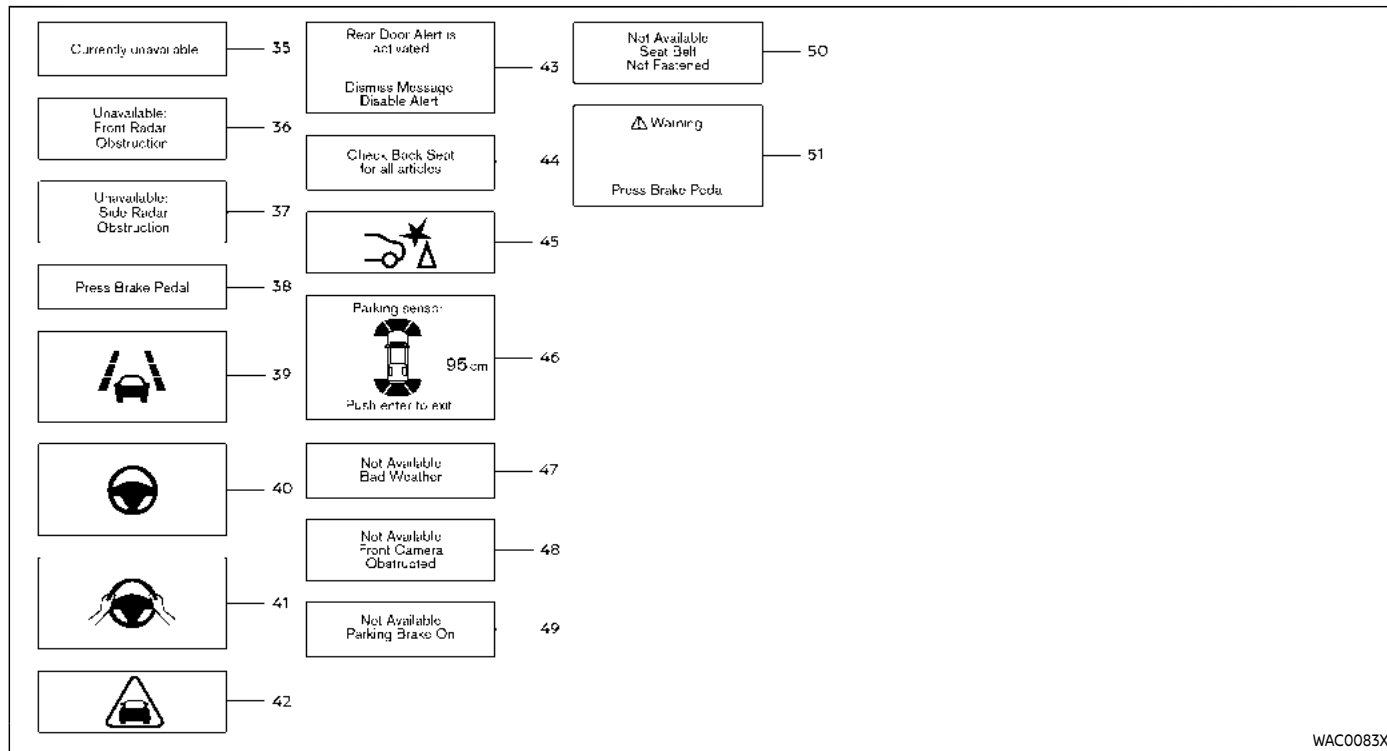 Currently unavailable
35
Unavailable:
Front Radar
Obstruction
36
Unavailable:
Side Radar
Obstruction
37
Press Brake Pedal
38
39
40
41
42
Rear Door Alert is
activated
Dismiss Message
Disable Alert
43
Check Back Seat
for all articles
44
45
Parking sensor
95 cm
Push enter to exit
46
Not Available
Bad Weather
47
Not Available
Front Camera
Obstructed
48
Not Available
Parking Brake On
49
Not Available
Seat Belt
Not Fastened
50
Warning
Press Brake Peda
51
WAC0083X